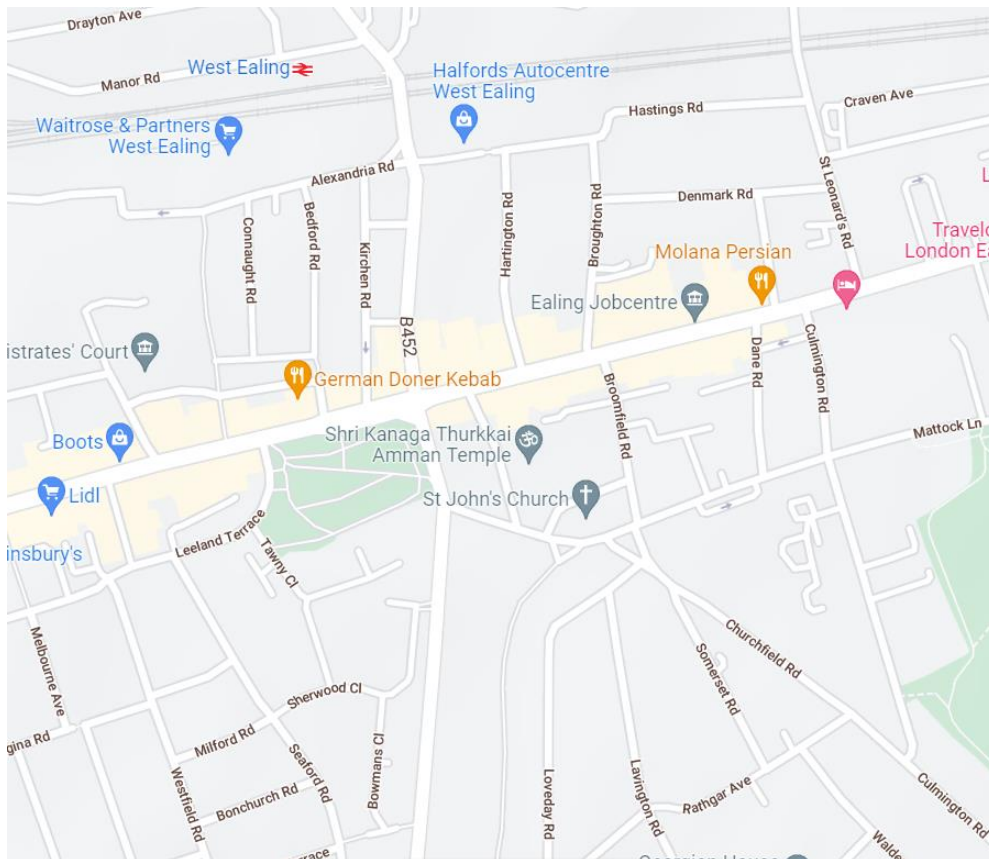 Drayton Ave
Manor Rd
West Ealing
Halfords Autocentre
West Ealing
Waitrose & Partners
West Ealing
Hastings Rd
Craven Ave
Alexandria Rd
Bedford Rd
Connaught Rd
Kirchen Rd
Hartington Rd
Broughton Rd
Denmark Rd
St Leonard's Rd
L
Travelo
London Ea
Molana Persian
Ealing Jobcentre
B452
istrates' Court
German Doner Kebab
Dane Rd
Culmington Rd
Broomfield Rd
Mattock Ln
Boots
Shri Kanaga Thurkkai
Amman Temple
Lidl
St John's Church
insbury's
Leeland Terrace
Tawny Cl
Melbourne Ave
Churchfield Rd
Somerset Rd
Sherwood Cl
gina Rd
Milford Rd
Seaford Rd
Bowmans Cl
Westfield Rd
Bonchurch Rd
Loveday Rd
Lavington Rd
Rathgar Ave
Culmington Rd
Walde
rrace